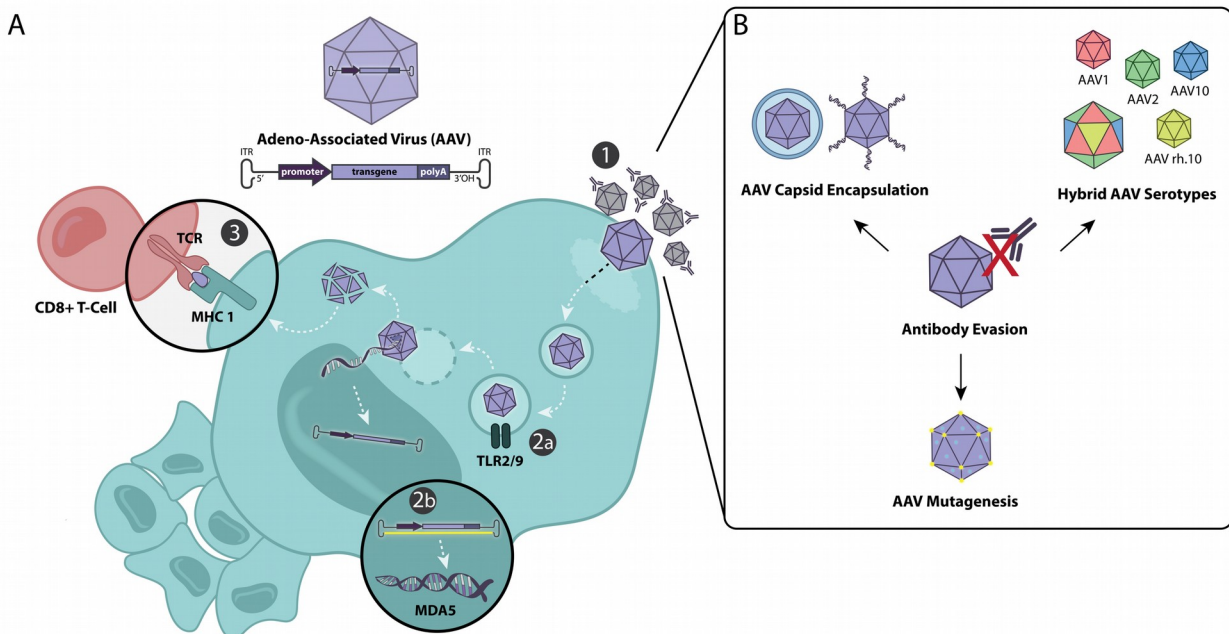 A
Adeno-Associated Virus (AAV)
ITR
ITR
5'
promoter
transgene
polyA
3'OH
1
3
TCR
MHC 1
CD8+ T-Cell
2a
TLR2/9
2b
MDA5
B
AAV1
AAV2
AAV10
AAV rh.10
AAV Capsid Encapsulation
Hybrid AAV Serotypes
Antibody Evasion
AAV Mutagenesis